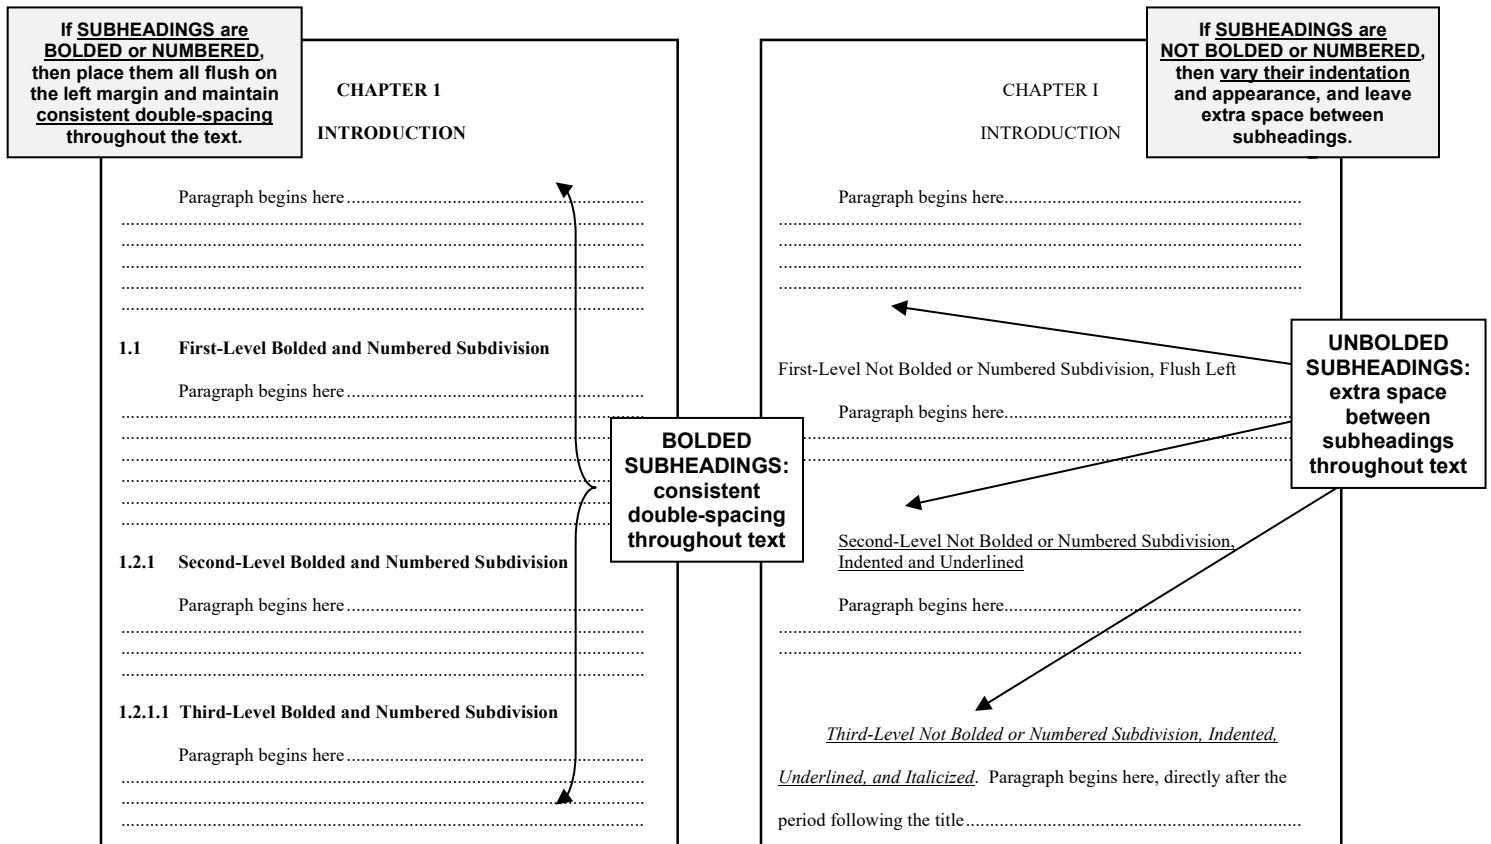 If SUBHEADINGS are
BOLDED or NUMBERED,
then place them all flush on
the left margin and maintain
consistent double-spacing
throughout the text.
CHAPTER 1
INTRODUCTION
Paragraph begins here
1.1 First-Level Bolded and Numbered Subdivision
Paragraph begins here
1.2.1 Second-Level Bolded and Numbered Subdivision
Paragraph begins here
1.2.1.1 Third-Level Bolded and Numbered Subdivision
Paragraph begins here
BOLDED
SUBHEADINGS:
consistent
double-spacing
throughout text
If SUBHEADINGS are
NOT BOLDED or NUMBERED,
then vary their indentation
and appearance, and leave
extra space between
subheadings.
CHAPTER I
INTRODUCTION
Paragraph begins here
First-Level Not Bolded or Numbered Subdivision, Flush Left
Paragraph begins here
Second-Level Not Bolded or Numbered Subdivision,
Indented and Underlined
Paragraph begins here
Third-Level Not Bolded or Numbered Subdivision, Indented,
Underlined, and Italicized. Paragraph begins here, directly after the
period following the title
UNBOLDED
SUBHEADINGS:
extra space
between
subheadings
throughout text